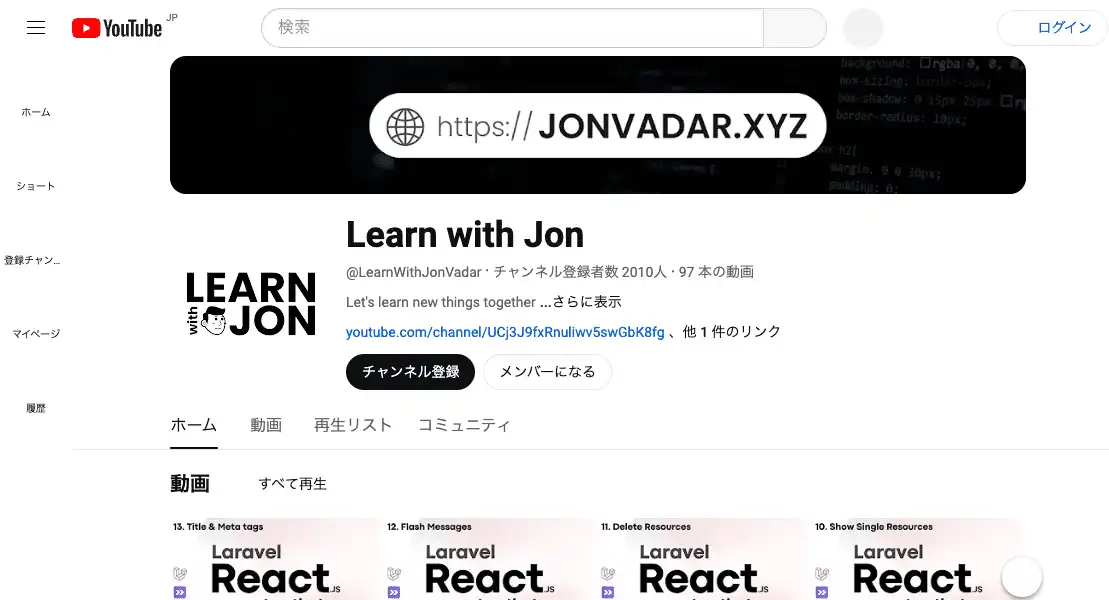 YouTube JP
検索
ログイン
ホーム
ショート
登録チャン...
マイページ
履歴
background: rgba(0, 0, 0,
box-sizing: border-box;
box-shadow: 0 15px 25px
border-radius: 10px;
box h2{
margin: 0 0 30px;
padding: 0;
https://JONVADAR.XYZ
LEARN
with JON
Learn with Jon
@LearnWithJonVadar · チャンネル登録者数 2010人 · 97 本の動画
Let's learn new things together ...さらに表示
youtube.com/channel/UCj3J9fxRnuliwv5swGbK8fg 、他 1 件のリンク
チャンネル登録
メンバーになる
ホーム 動画 再生リスト コミュニティ
動画 すべて再生
13. Title & Meta tags
Laravel
React.JS
12. Flash Messages
Laravel
React.JS
11. Delete Resources
Laravel
React.JS
10. Show Single Resources
Laravel
React.JS